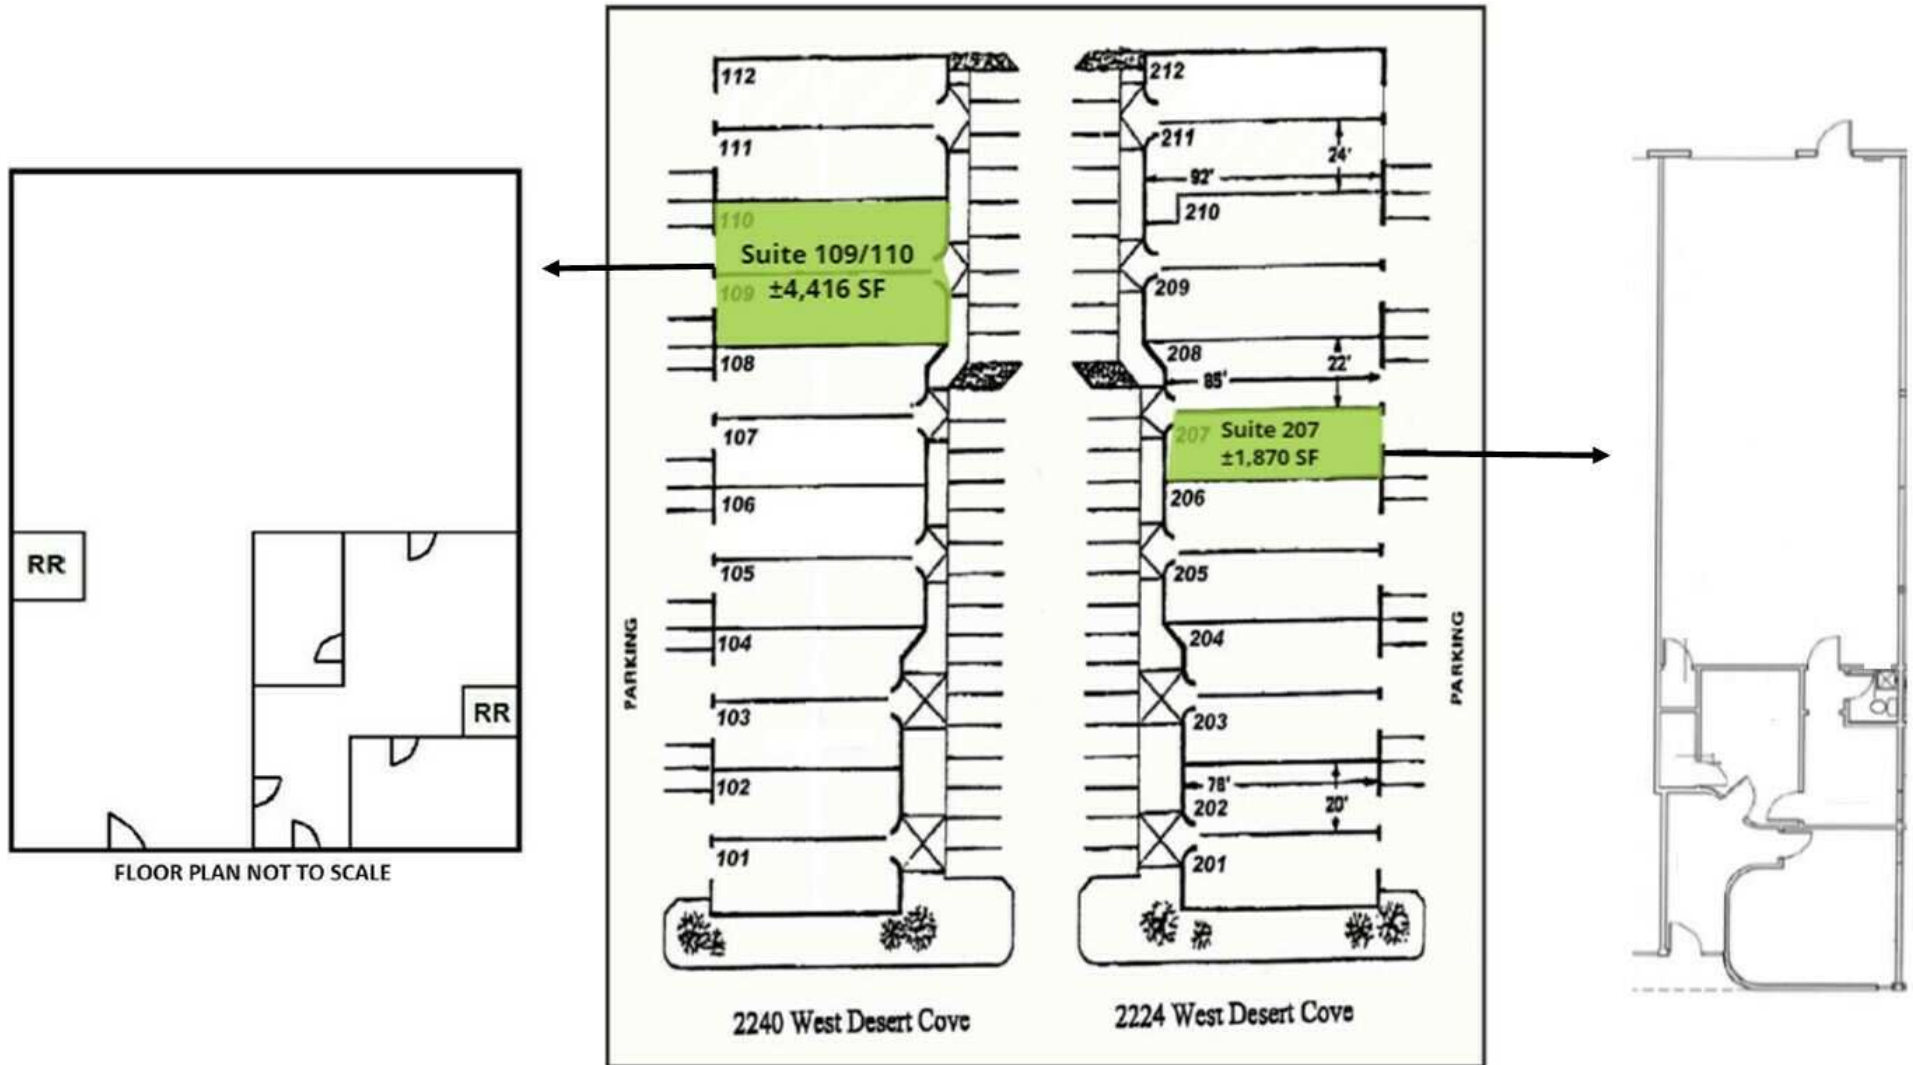 RR
RR
FLOOR PLAN NOT TO SCALE
112
111
110
Suite 109/110
109
±4,416 SF
108
107
106
105
104
103
102
101
PARKING
2240 West Desert Cove
212
211
24'
92'
210
209
208
22'
85'
207
Suite 207
±1,870 SF
206
205
204
203
78'
202
20'
201
PARKING
2224 West Desert Cove